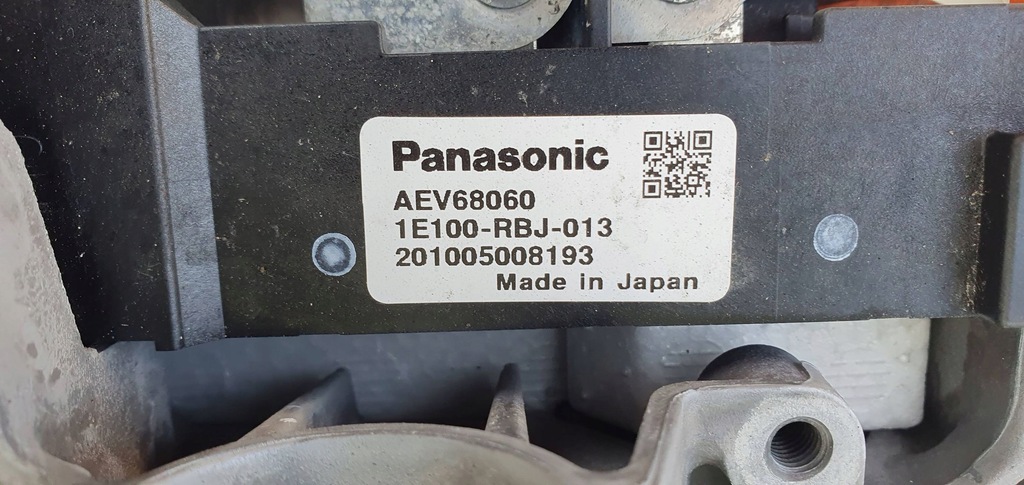 Panasonic
AEV68060
1E100-RBJ-013
201005008193
Made in Japan